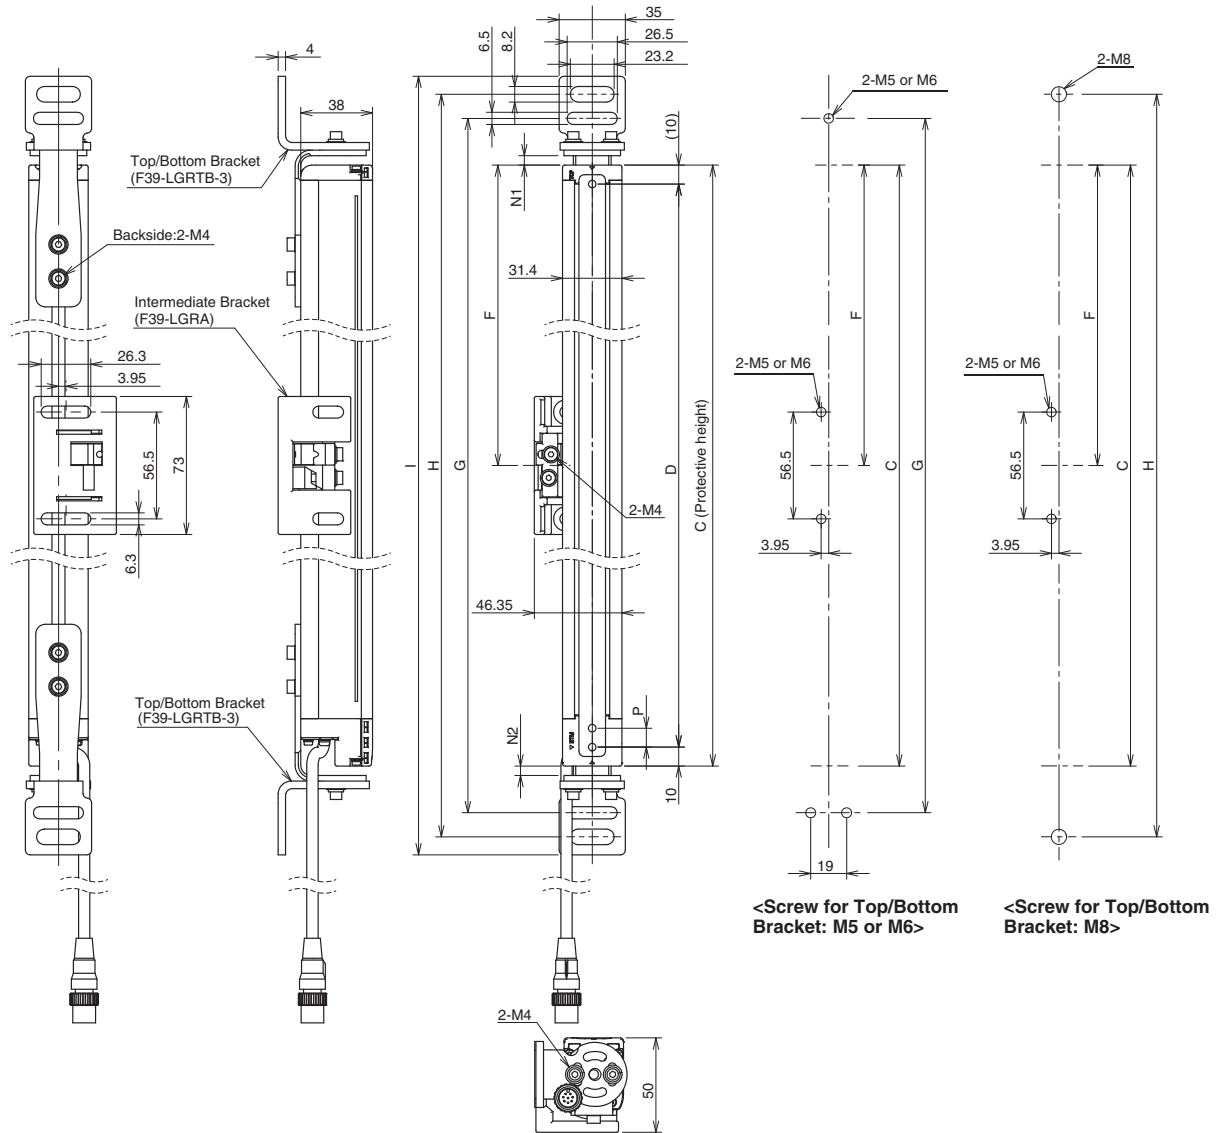 35
26.5
23.2
6.5
8.2
4
38
2-M5 or M6
2-M8
(10)
Top/Bottom Bracket
(F39-LGRTB-3)
N1
Backside:2-M4
31.4
Intermediate Bracket
(F39-LGRA)
F
F
F
26.3
3.95
2-M5 or M6
2-M5 or M6
56.5
73
I
H
G
D
C (Protective height)
56.5
C
G
56.5
C
H
2-M4
3.95
3.95
6.3
46.35
Top/Bottom Bracket
(F39-LGRTB-3)
N2
P
10
19
<Screw for Top/Bottom
Bracket: M5 or M6>
<Screw for Top/Bottom
Bracket: M8>
2-M4
50